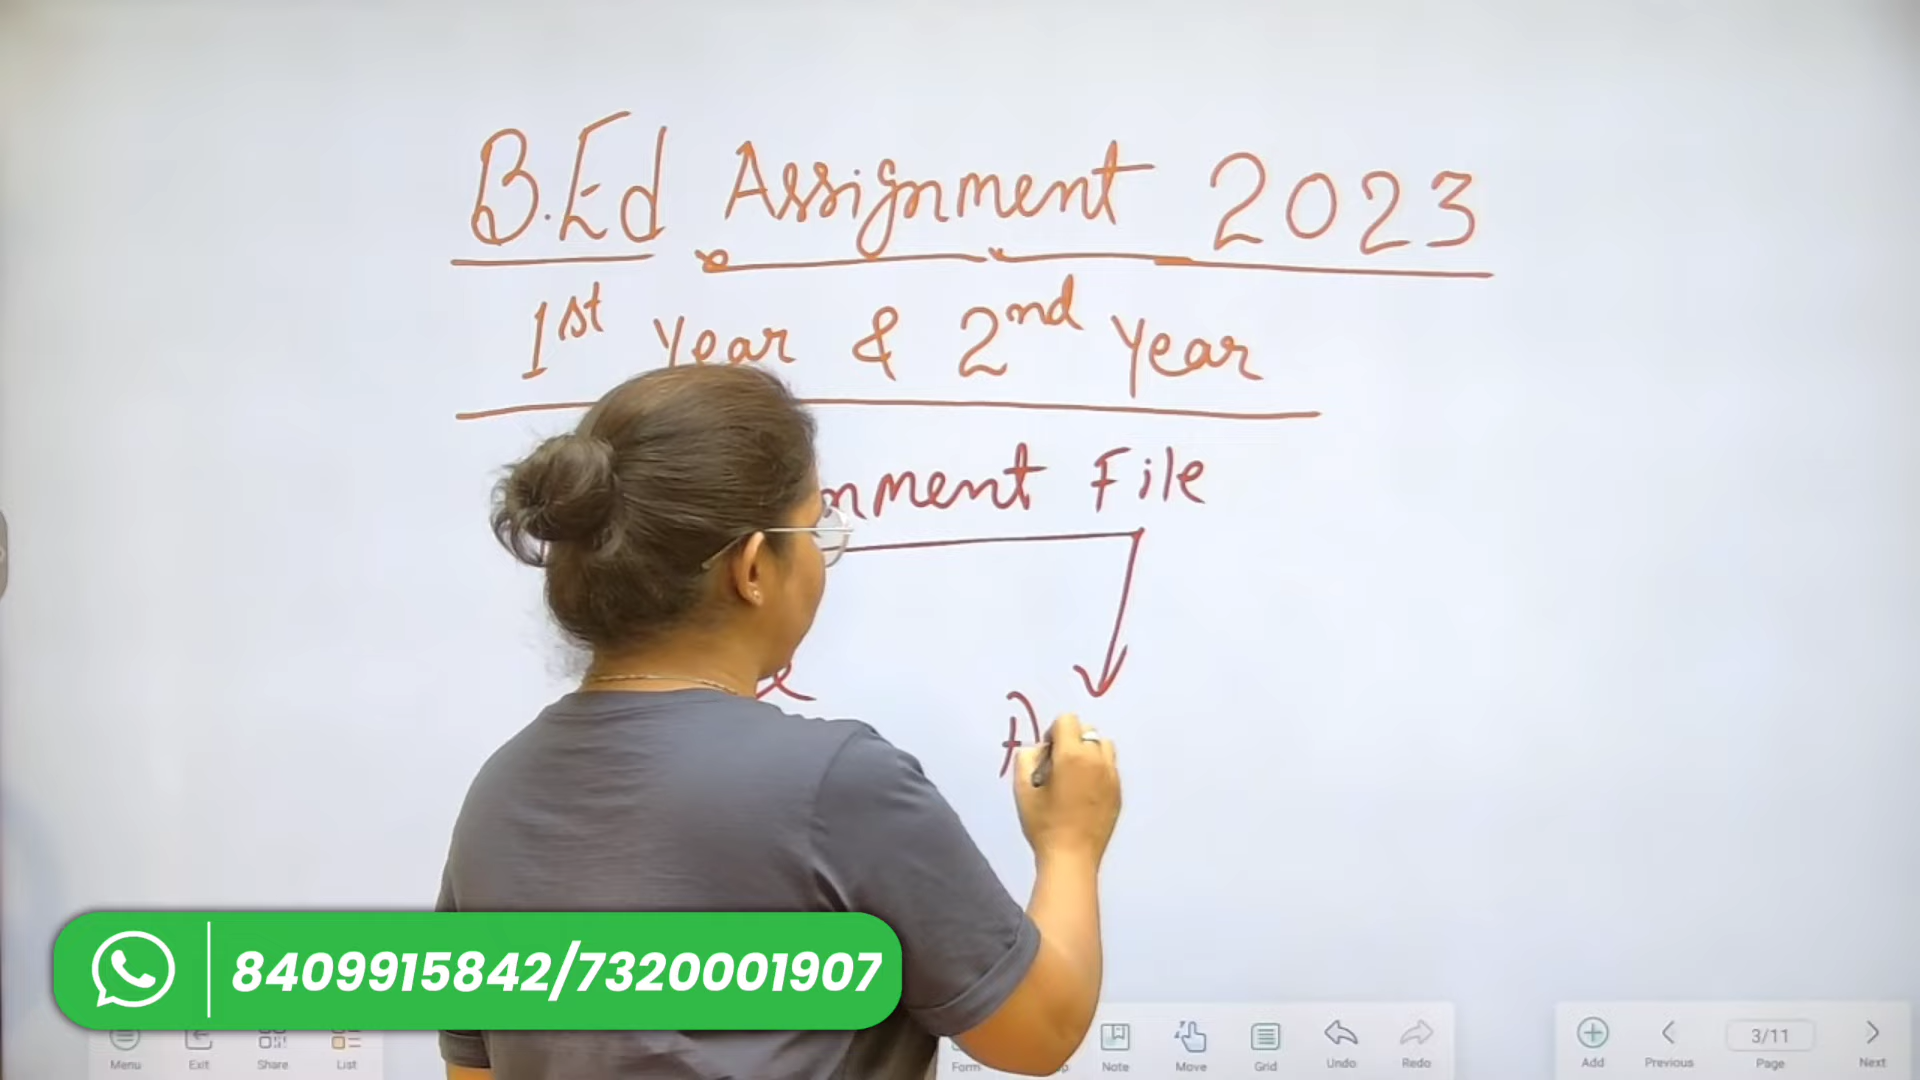 B.Ed Assignment 2023
1st Year & 2nd Year
nment File
8409915842/7320001907
Menu Exit Share List Form Note Move Grid Undo Redo Add Previous 3/11 Page Next